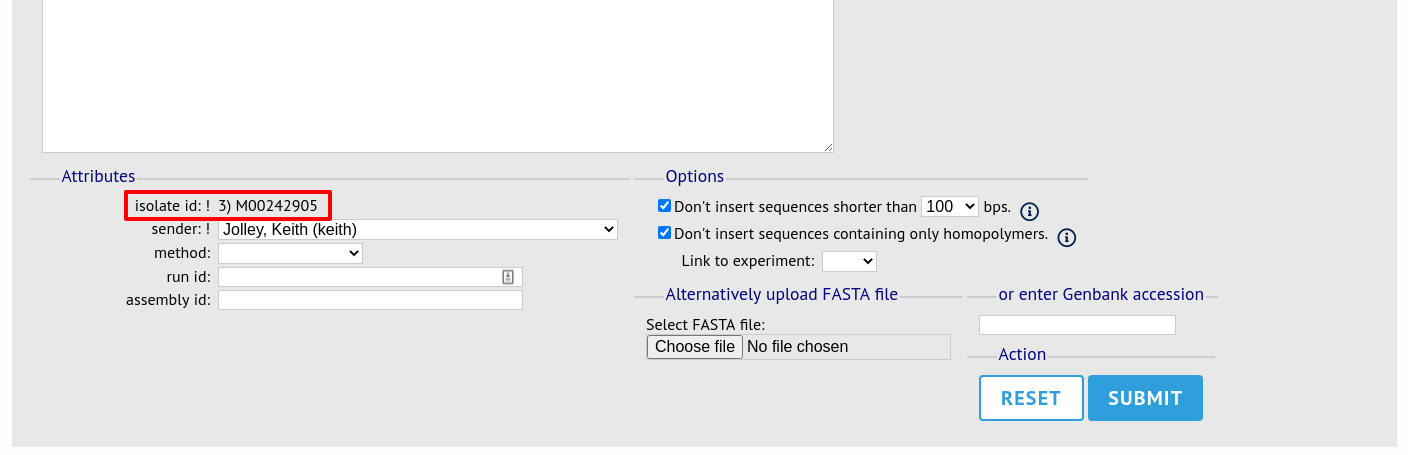 Attributes
isolate id: ! 3) M00242905
sender: ! Jolley, Keith (keith)
method:
run id:
assembly id:
Options
Don't insert sequences shorter than 100 bps.
Don't insert sequences containing only homopolymers.
Link to experiment:
Alternatively upload FASTA file
Select FASTA file:
Choose file No file chosen
or enter Genbank accession
Action
RESET SUBMIT